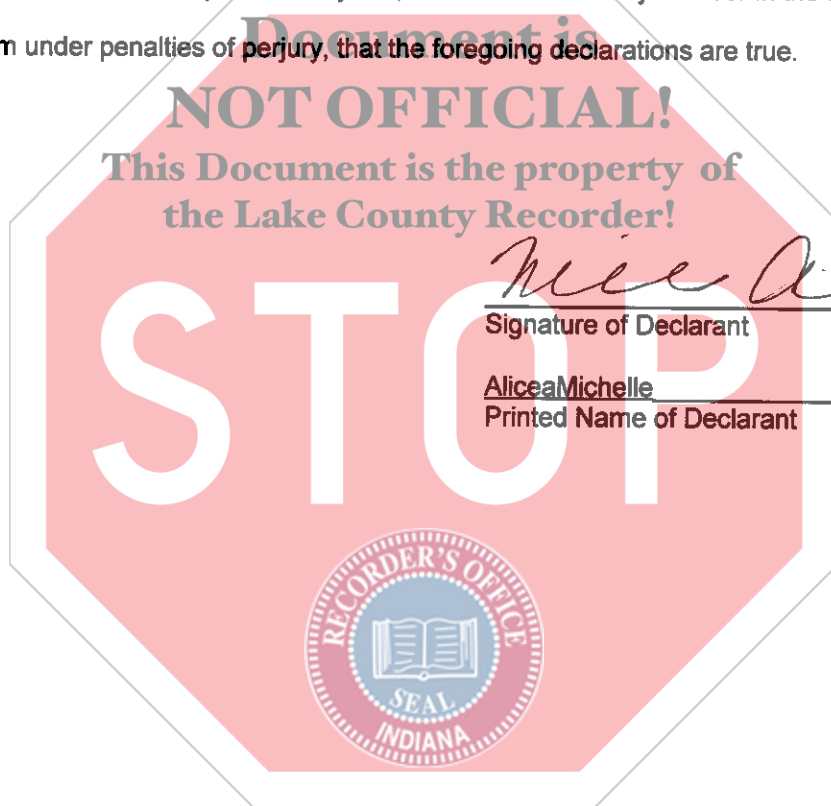 Document is
m under penalties of perjury, that the foregoing declarations are true.
NOT OFFICIAL!
This Document is the property of
the Lake County Recorder!
STOP
Signature of Declarant
AliceaMichelle
Printed Name of Declarant
RECORDER'S OFFICE
SEAL
INDIANA